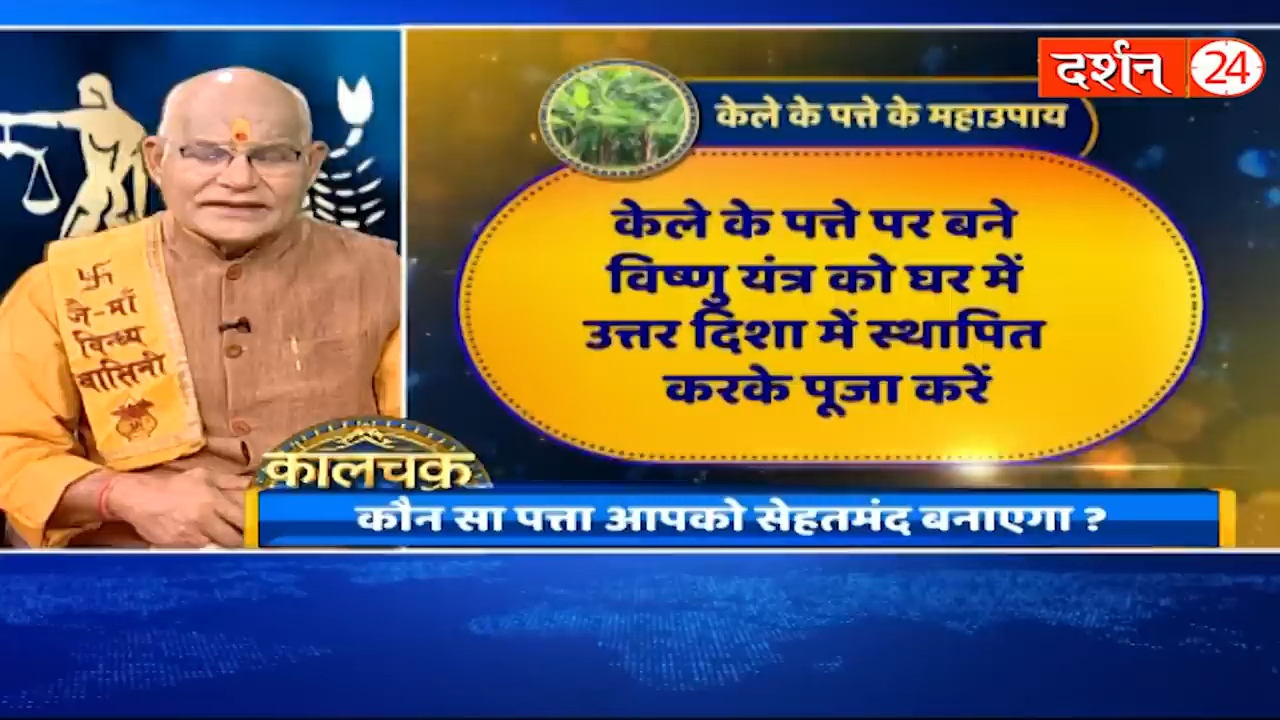 दर्शन 24
केले के पत्ते के महाउपाय
केले के पत्ते पर बने
विष्णु यंत्र को घर में
उत्तर दिशा में स्थापित
करके पूजा करें
जै-माँ
विन्ध्य
बासिनी
कालचक्र
कौन सा पत्ता आपको सेहतमंद बनाएगा ?